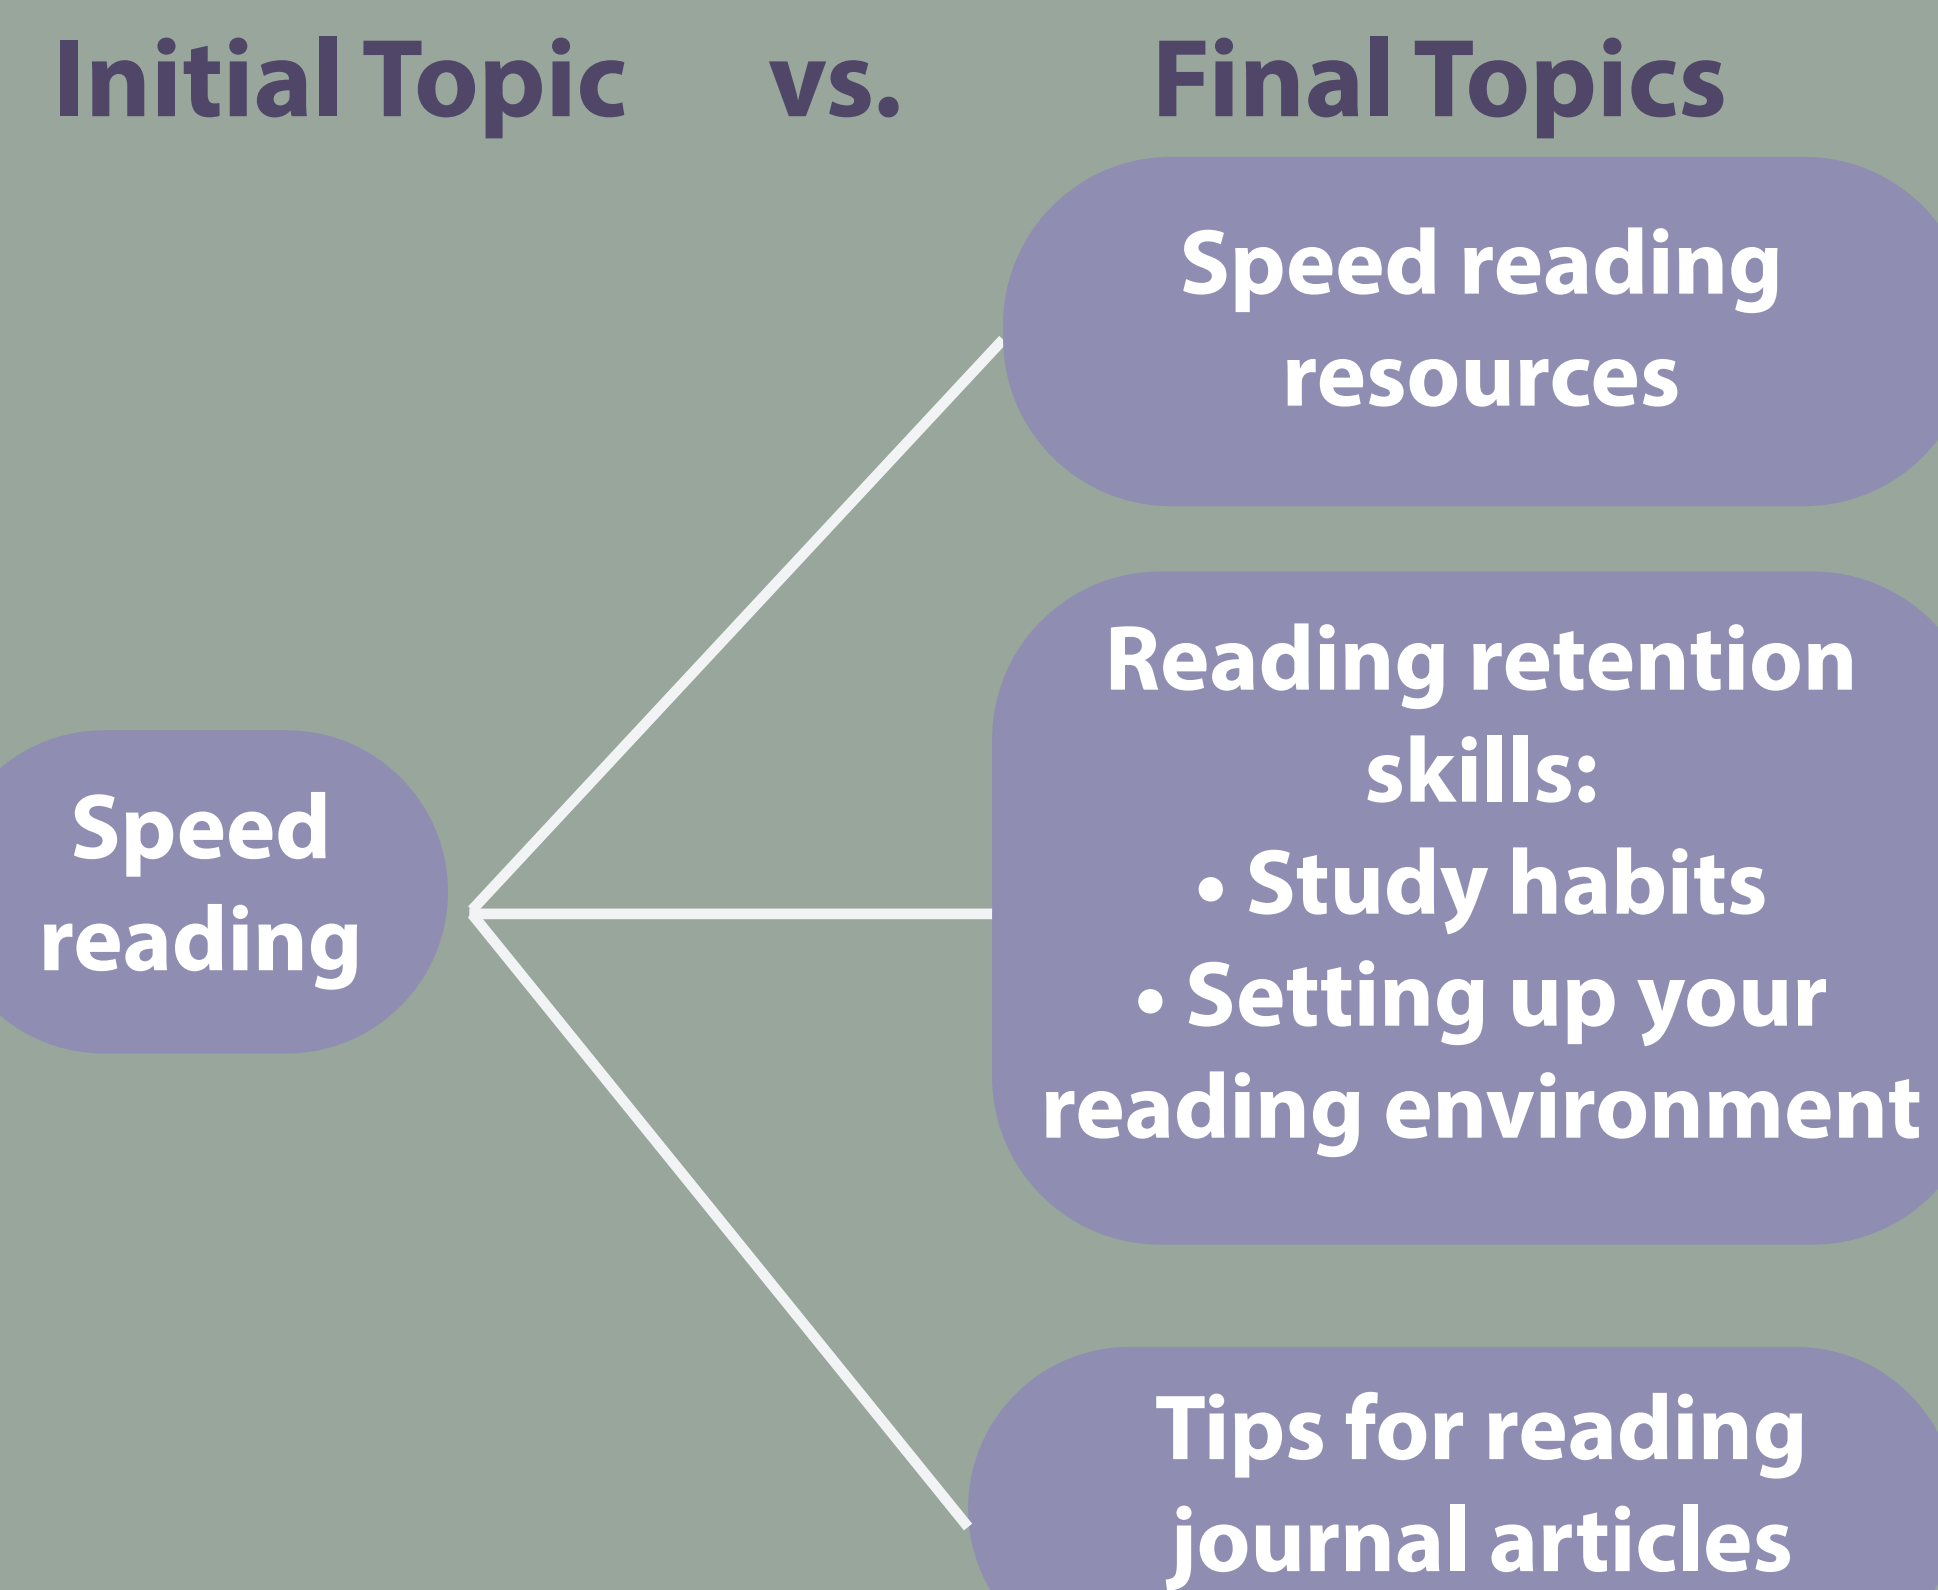 Initial Topic vs. Final Topics
Speed
reading
Speed reading
resources
Reading retention
skills:
• Study habits
• Setting up your
reading environment
Tips for reading
journal articles